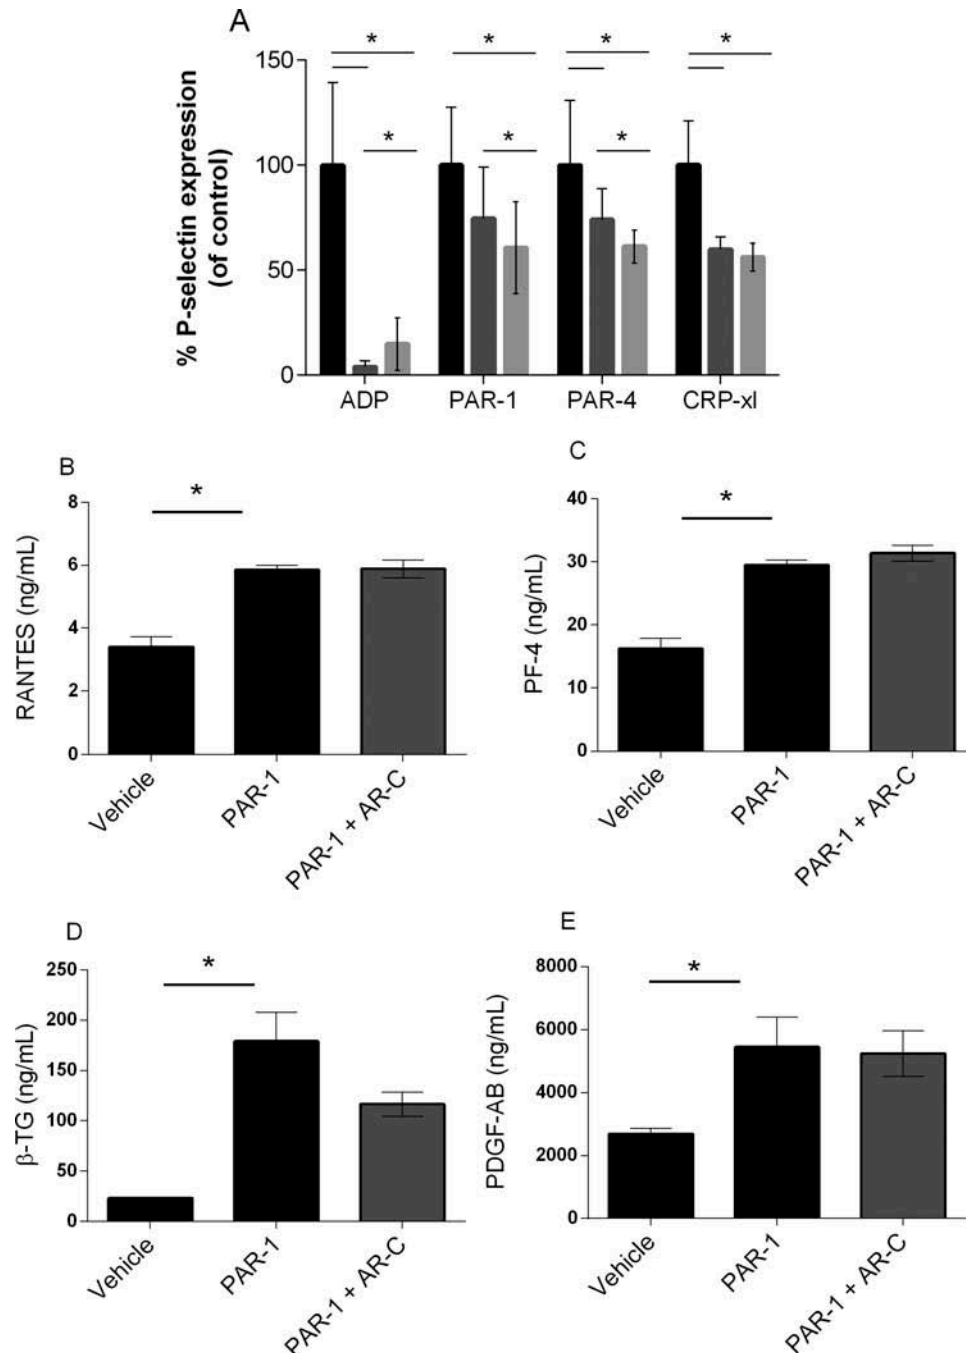 A
* * * *
150
* * *
100
50
0
% P-selectin expression
(of control)
ADP PAR-1 PAR-4 CRP-xl
B
*
8
6
4
2
0
RANTES (ng/mL)
Vehicle
PAR-1
PAR-1 + AR-C
C
*
40
30
20
10
0
PF-4 (ng/mL)
Vehicle
PAR-1
PAR-1 + AR-C
D
*
250
200
150
100
50
0
β-TG (ng/mL)
Vehicle
PAR-1
PAR-1 + AR-C
E
*
8000
6000
4000
2000
0
PDGF-AB (ng/mL)
Vehicle
PAR-1
PAR-1 + AR-C